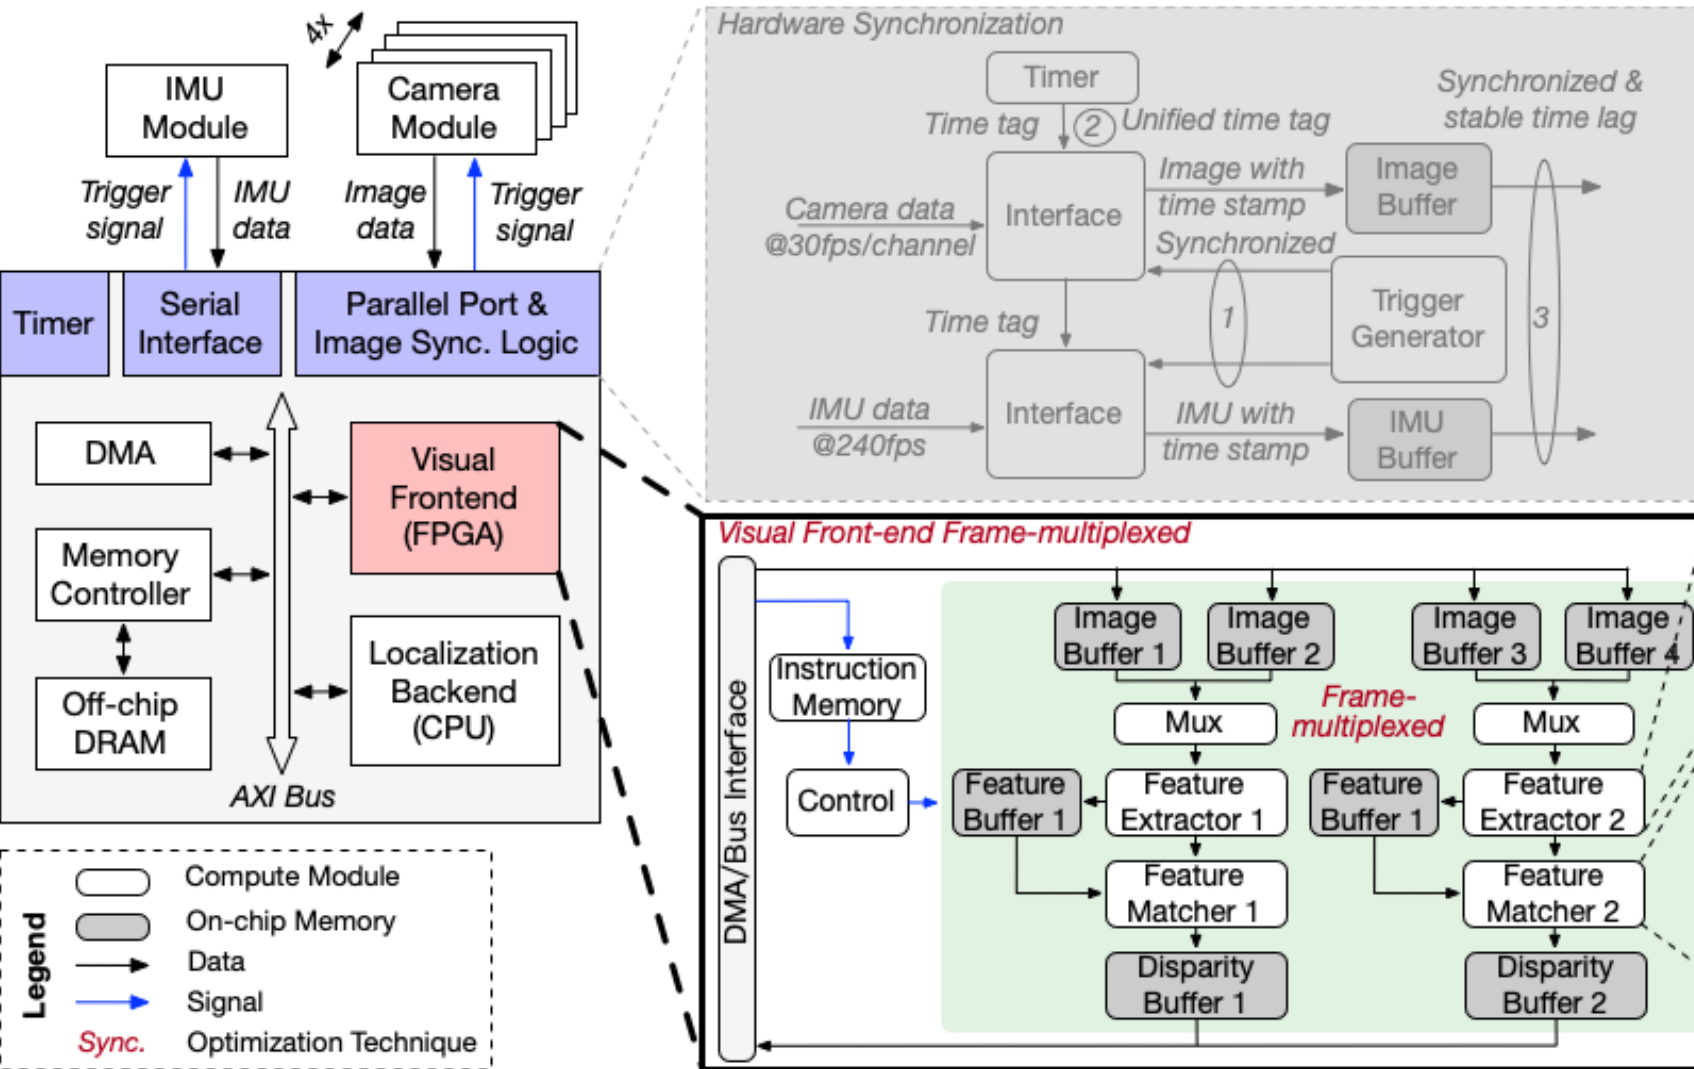 4x
IMU
Module
Camera
Module
Trigger
signal
IMU
data
Image
data
Trigger
signal
Timer
Serial
Interface
Parallel Port &
Image Sync. Logic
DMA
Memory
Controller
Off-chip
DRAM
Visual
Frontend
(FPGA)
Localization
Backend
(CPU)
AXI Bus
Legend
Compute Module
On-chip Memory
Data
Signal
Sync. Optimization Technique
Hardware Synchronization
Timer
Time tag
2
Unified time tag
Synchronized &
stable time lag
Camera data
@30fps/channel
Interface
Image with
time stamp
Image
Buffer
Synchronized
Time tag
1
Trigger
Generator
3
IMU data
@240fps
Interface
IMU with
time stamp
IMU
Buffer
Visual Front-end Frame-multiplexed
DMA/Bus Interface
Instruction
Memory
Control
Image
Buffer 1
Image
Buffer 2
Image
Buffer 3
Image
Buffer 4
Frame-
multiplexed
Mux
Mux
Feature
Buffer 1
Feature
Extractor 1
Feature
Buffer 1
Feature
Extractor 2
Feature
Matcher 1
Feature
Matcher 2
Disparity
Buffer 1
Disparity
Buffer 2